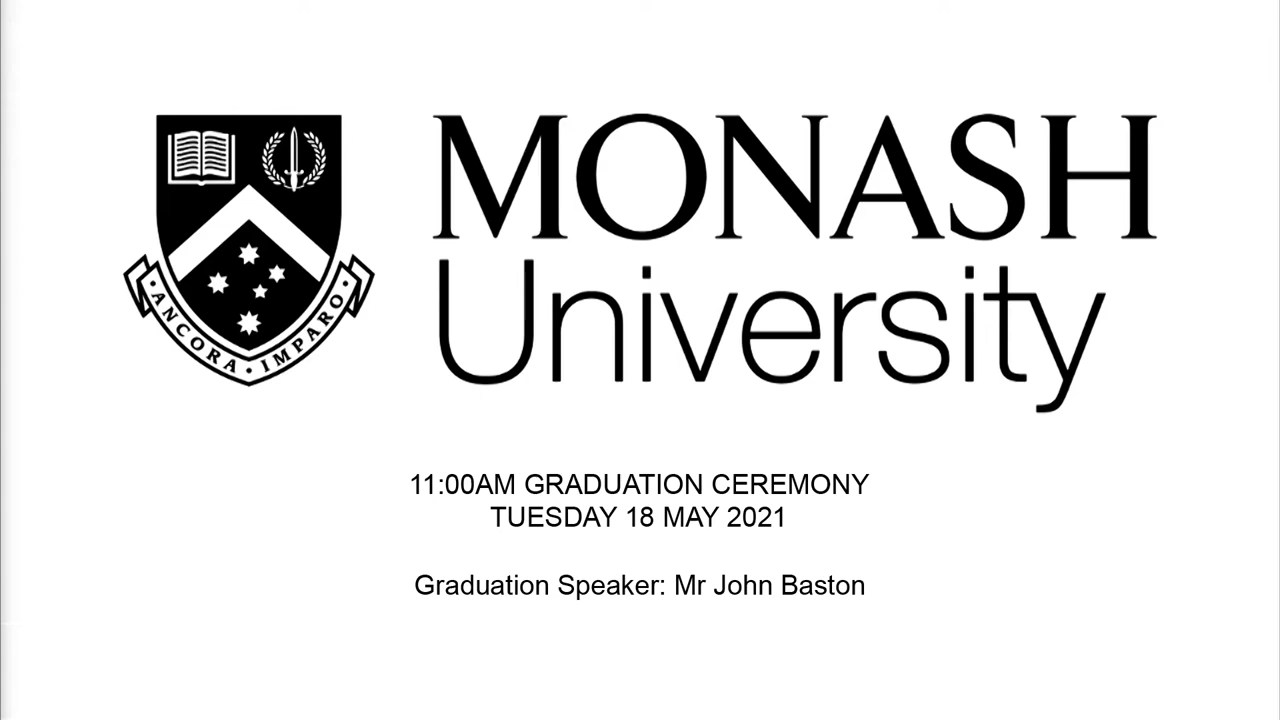 ANCORA • IMPARO
MONASH
University
11:00AM GRADUATION CEREMONY
TUESDAY 18 MAY 2021
Graduation Speaker: Mr John Baston